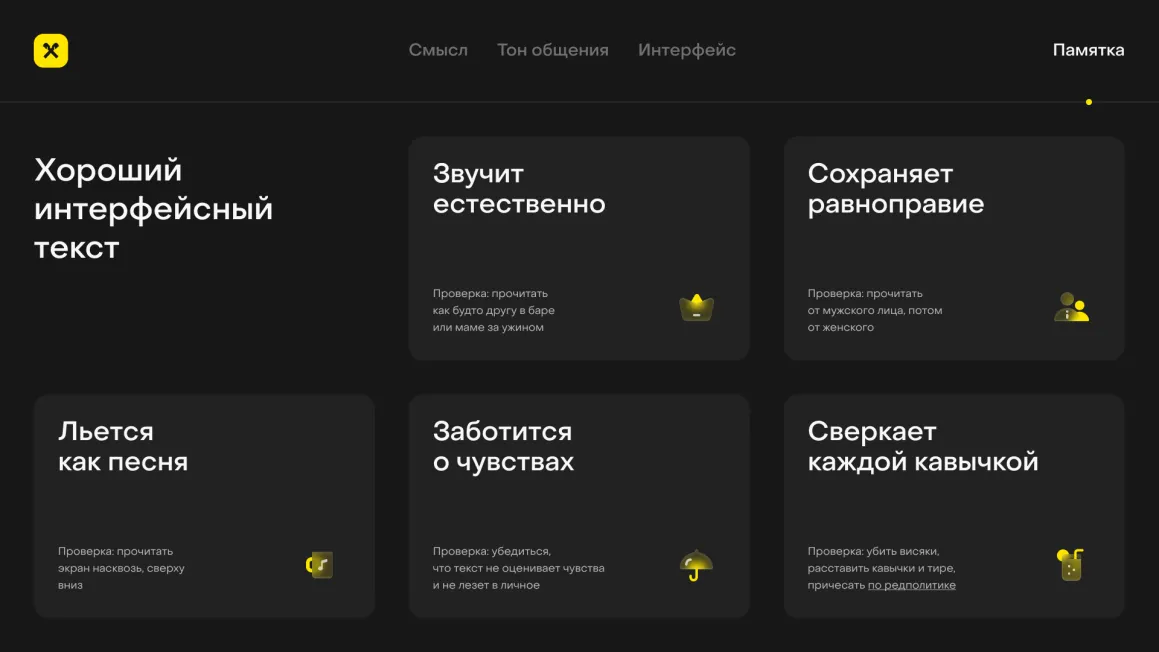 Смысл
Тон общения
Интерфейс
Памятка
Хороший
интерфейсный
текст
Звучит
естественно
Проверка: прочитать
как будто другу в баре
или маме за ужином
Сохраняет
равноправие
Проверка: прочитать
от мужского лица, потом
от женского
Льется
как песня
Проверка: прочитать
экран насквозь, сверху
вниз
Заботится
о чувствах
Проверка: убедиться,
что текст не оценивает чувства
и не лезет в личное
Сверкает
каждой кавычкой
Проверка: убить висяки,
расставить кавычки и тире,
причесать по редполитике